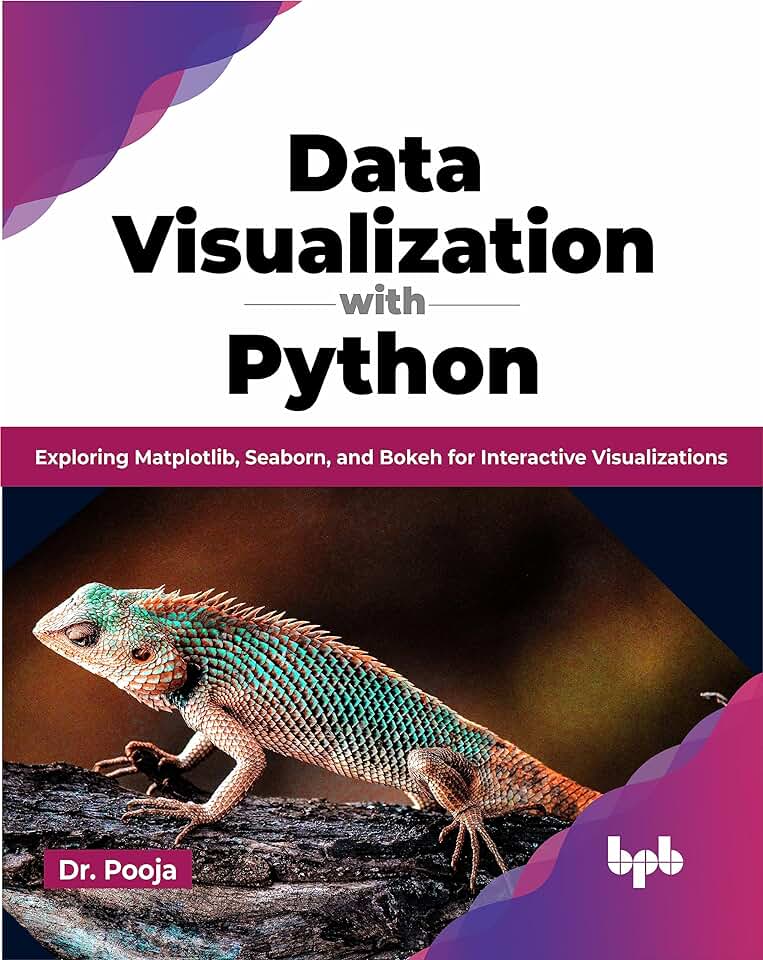 Data
Visualization
with
Python
Exploring Matplotlib, Seaborn, and Bokeh for Interactive Visualizations
Dr. Pooja
bpb